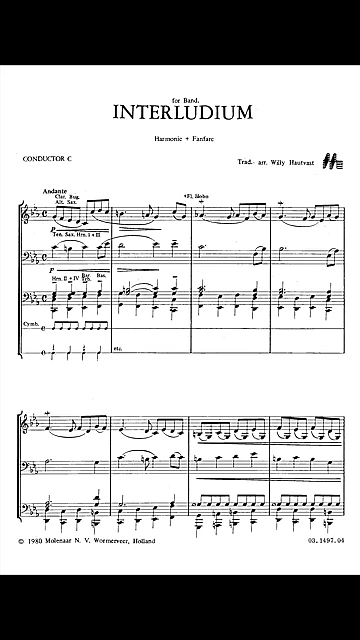 for Band.
INTERLUDIUM
Harmonie + Fanfare
CONDUCTOR C
Trad.- arr. Willy Hautvast
Andante
Clar. Bug.
Alt. Sax.
+Fl. Hobo
p
Ten. Sax. Hrn. I + III
p
Hrn. II + IV
Bar.
Bas.
Cymb.
etc.
© 1980 Molenaar N. V. Wormerveer, Holland
03.1497.04